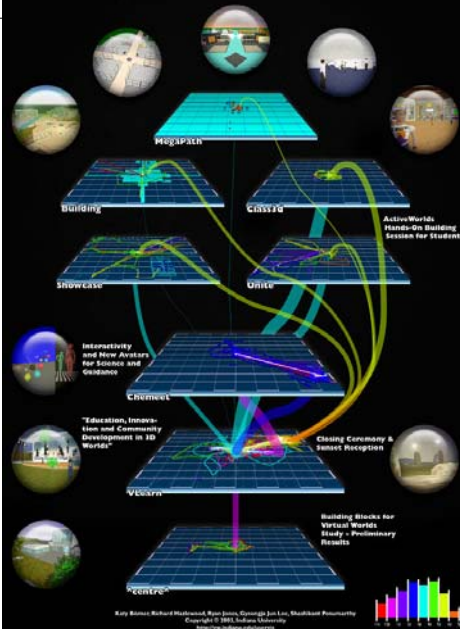 MegaPath
Building
Class3d
ActiveWorlds
Hands-On Building
Session for Student
Showcase
Unite
Interactivity
and New Avatars
for Science and
Guidance
Chemeet
"Education, Innova-
tion and Community
Development in 3D
Worlds"
Closing Ceremony &
Sunset Reception
VLearn
Building Blocks for
Virtual Worlds
Study - Preliminary
Results
"centre"
Katy Börner, Richard Hazlewood, Ryan Jones, Gyeongja Jun Lee, Shashikant Penumarthy
Copyright © 2003, Indiana University